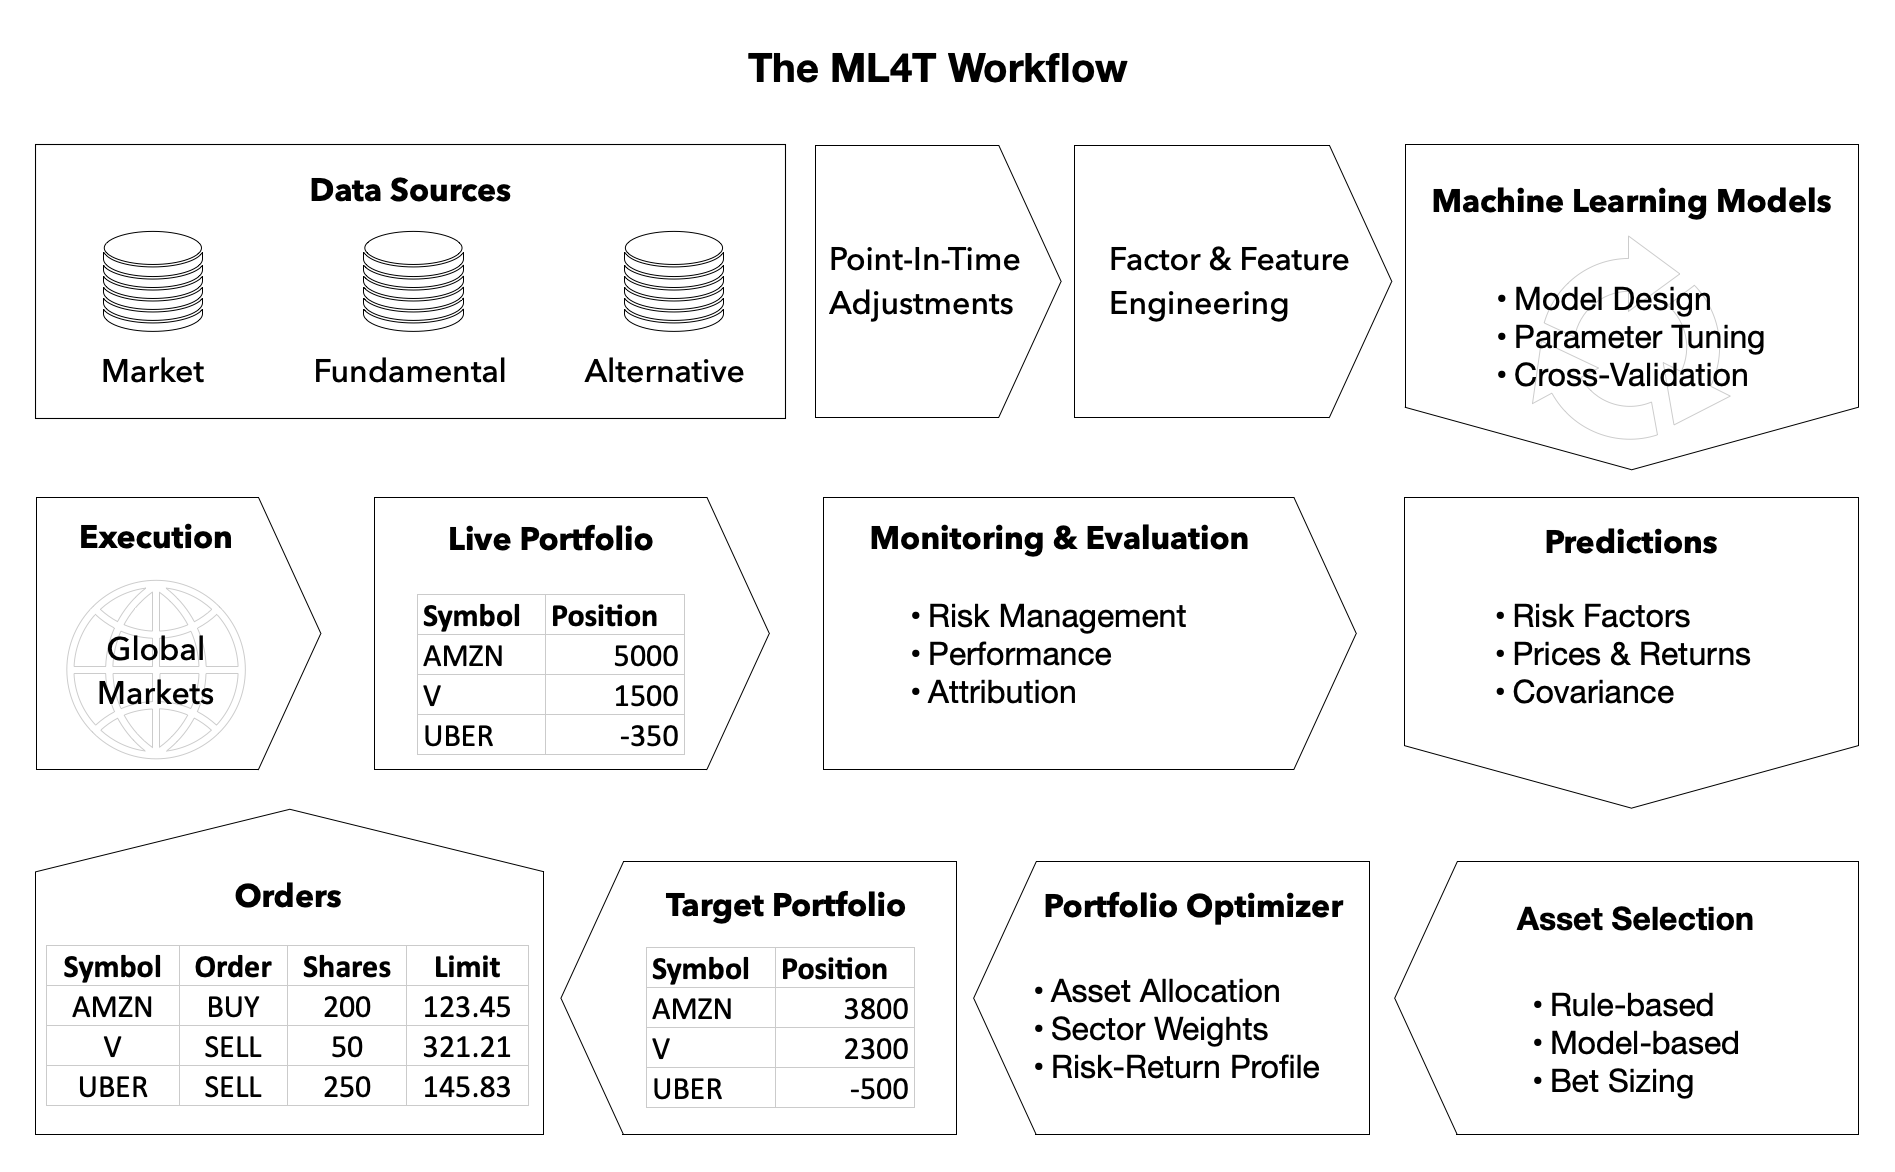 The ML4T Workflow
Data Sources
Market
Fundamental
Alternative
Point-In-Time
Adjustments
Factor & Feature
Engineering
Machine Learning Models
• Model Design
• Parameter Tuning
• Cross-Validation
Execution
Global
Markets
Live Portfolio
Symbol Position
AMZN 5000
V 1500
UBER -350
Monitoring & Evaluation
• Risk Management
• Performance
• Attribution
Predictions
• Risk Factors
• Prices & Returns
• Covariance
Orders
Symbol Order Shares Limit
AMZN BUY 200 123.45
V SELL 50 321.21
UBER SELL 250 145.83
Target Portfolio
Symbol Position
AMZN 3800
V 2300
UBER -500
Portfolio Optimizer
• Asset Allocation
• Sector Weights
• Risk-Return Profile
Asset Selection
• Rule-based
• Model-based
• Bet Sizing